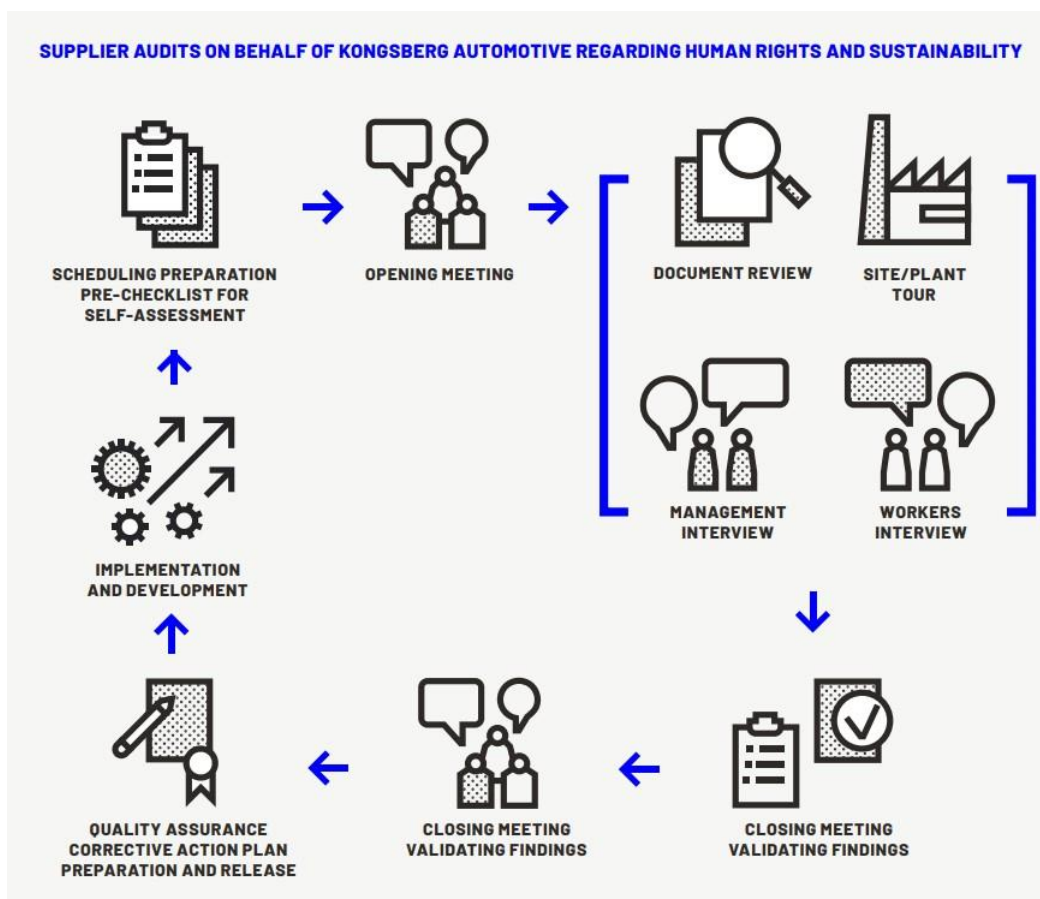 SUPPLIER AUDITS ON BEHALF OF KONGSBERG AUTOMOTIVE REGARDING HUMAN RIGHTS AND SUSTAINABILITY
SCHEDULING PREPARATION
PRE-CHECKLIST FOR
SELF-ASSESSMENT
OPENING MEETING
DOCUMENT REVIEW
SITE/PLANT
TOUR
MANAGEMENT
INTERVIEW
WORKERS
INTERVIEW
CLOSING MEETING
VALIDATING FINDINGS
CLOSING MEETING
VALIDATING FINDINGS
QUALITY ASSURANCE
CORRECTIVE ACTION PLAN
PREPARATION AND RELEASE
IMPLEMENTATION
AND DEVELOPMENT